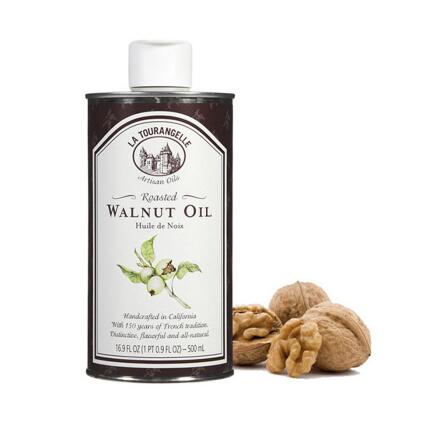 LA TOURANGELLE
Artisan Oils
Roasted
WALNUT OIL
Huile de Noix
Handcrafted in California
With 150 years of French tradition.
Distinctive, flavorful and all-natural.
16.9 FL OZ (1 PT 0.9 FL OZ) – 500 mL